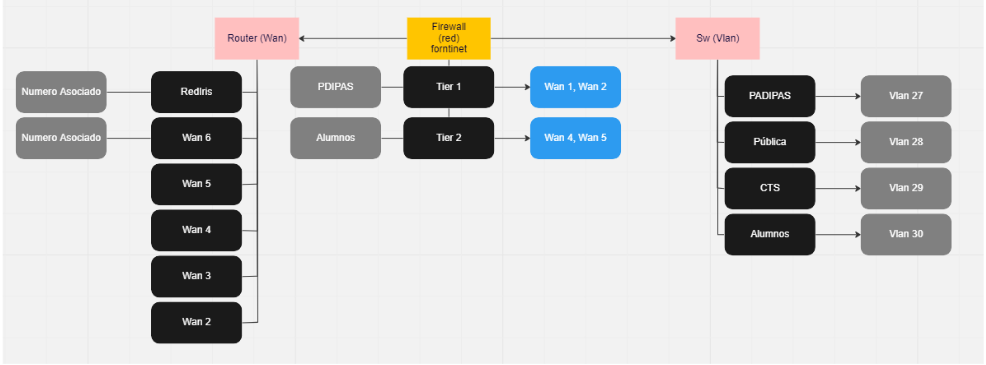 Router (Wan)
Firewall
(red)
forntinet
Sw (Vlan)
Numero Asociado
RedIris
Numero Asociado
Wan 6
Wan 5
Wan 4
Wan 3
Wan 2
PDIPAS
Tier 1
Wan 1, Wan 2
Alumnos
Tier 2
Wan 4, Wan 5
PADIPAS
Vlan 27
Pública
Vlan 28
CTS
Vlan 29
Alumnos
Vlan 30